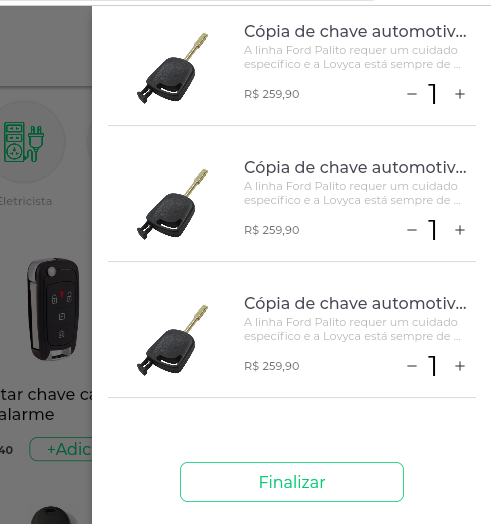 Cópia de chave automotiv...
A linha Ford Palito requer um cuidado
específico e a Lovyca está sempre de ...
R$ 259,90
− 1 +
Cópia de chave automotiv...
A linha Ford Palito requer um cuidado
específico e a Lovyca está sempre de ...
R$ 259,90
− 1 +
Cópia de chave automotiv...
A linha Ford Palito requer um cuidado
específico e a Lovyca está sempre de ...
R$ 259,90
− 1 +
Finalizar
Eletricista
tar chave ca
alarme
40
+Adic